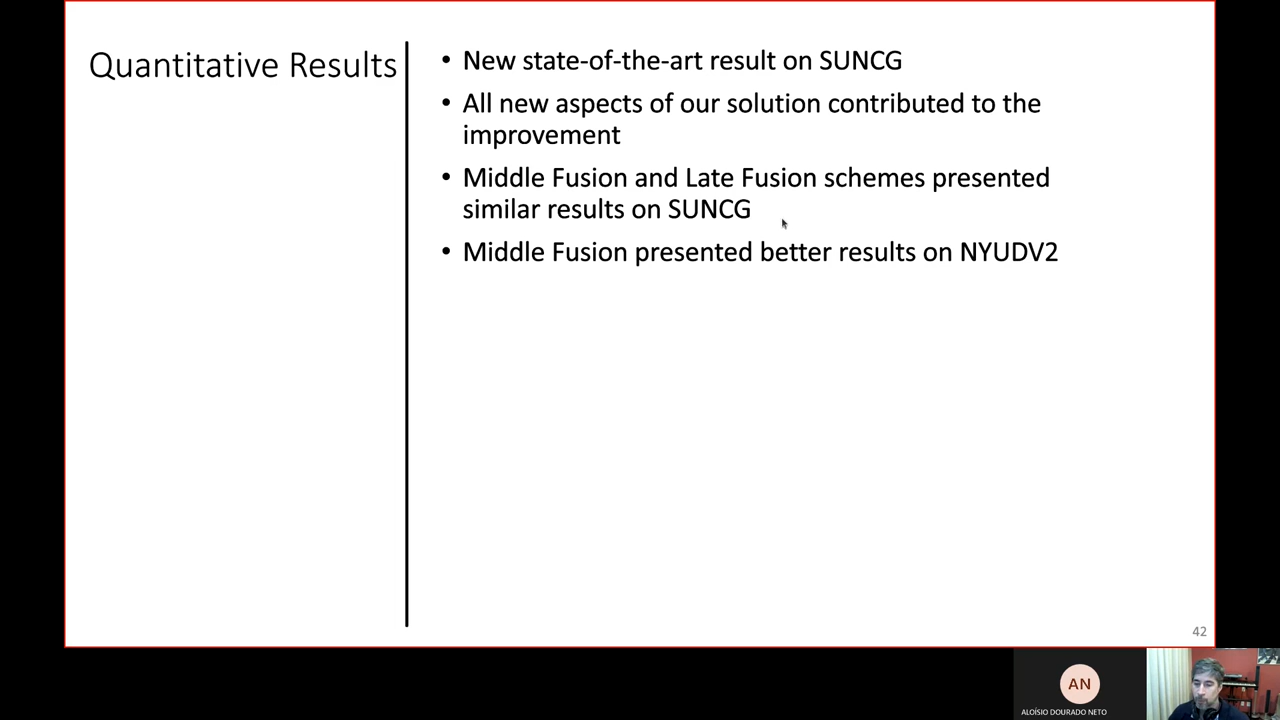 Quantitative Results
• New state-of-the-art result on SUNCG
• All new aspects of our solution contributed to the
improvement
• Middle Fusion and Late Fusion schemes presented
similar results on SUNCG
• Middle Fusion presented better results on NYUDV2
42
AN
ALOÍSIO DOURADO NETO